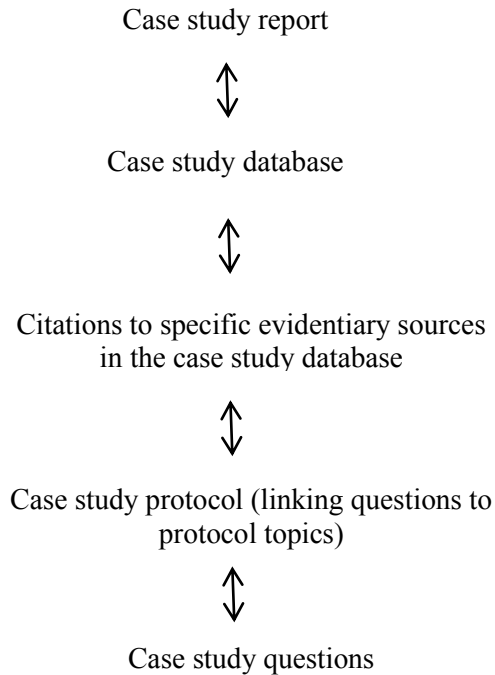 Case study report
Case study database
Citations to specific evidentiary sources
in the case study database
Case study protocol (linking questions to
protocol topics)
Case study questions